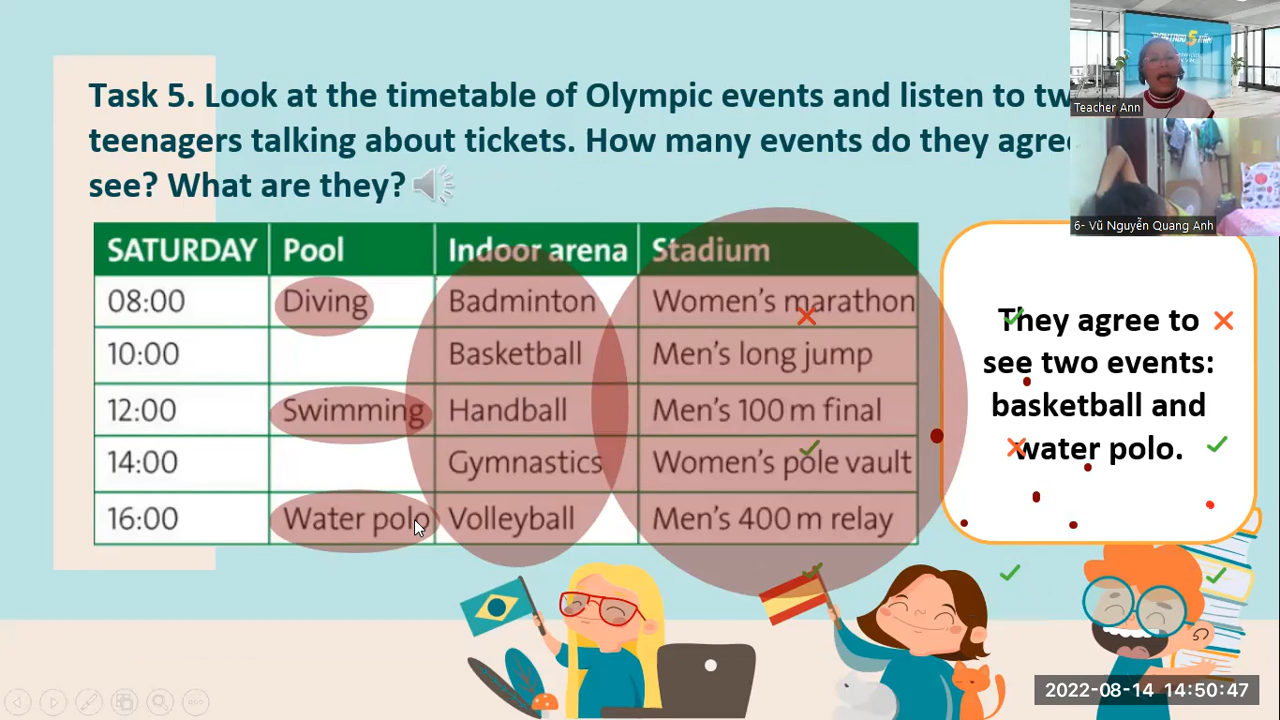 Task 5. Look at the timetable of Olympic events and listen to tw
teenagers talking about tickets. How many events do they agre
see? What are they?
SATURDAY Pool Indoor arena Stadium
08:00 Diving Badminton Women's marathon
10:00 Basketball Men's long jump
12:00 Swimming Handball Men's 100 m final
14:00 Gymnastics Women's pole vault
16:00 Water polo Volleyball Men's 400 m relay
They agree to
see two events:
basketball and
water polo.
Teacher Ann
6- Vũ Nguyễn Quang Anh
2022-08-14 14:50:47